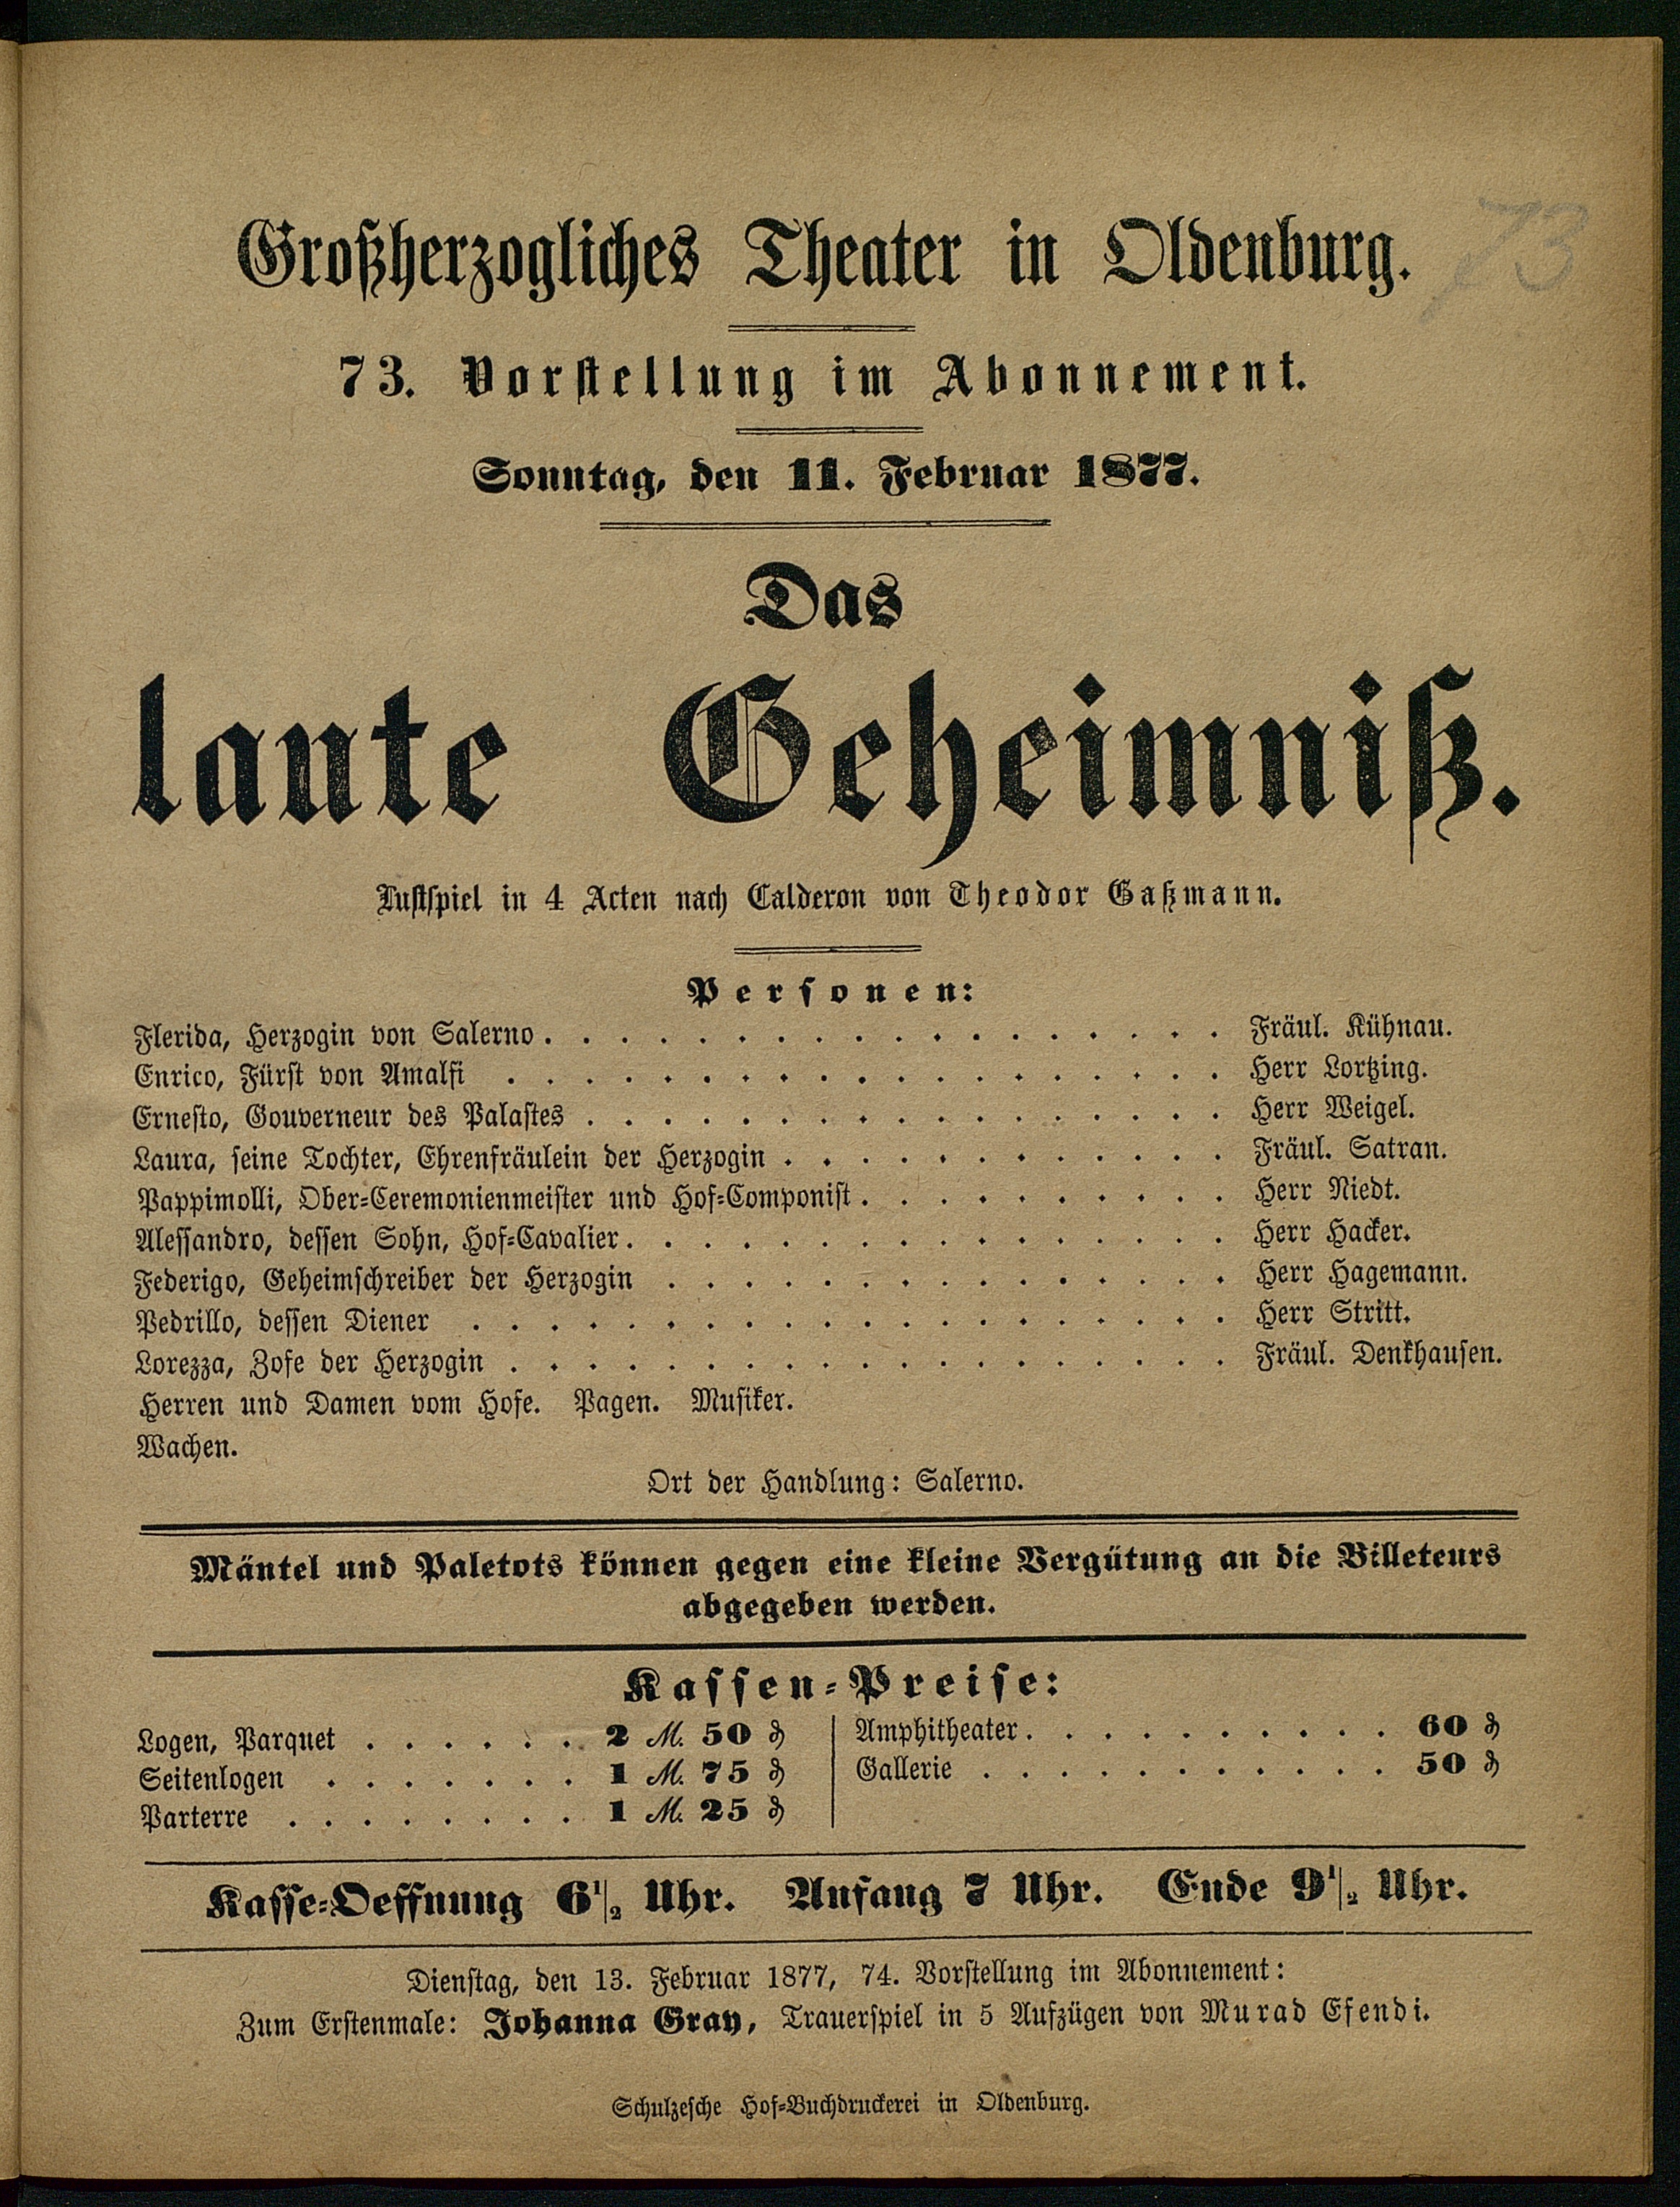 73
Großherzogliches Theater in Oldenburg.
73. Vorstellung im Abonnement.
Sonntag, den 11. Februar 1877.
Das
laute Geheimniß.
Lustspiel in 4 Acten nach Calderon von Theodor Gaßmann.
Personen:
Flerida, Herzogin von Salerno . . . . . . . . . . . . . . . . . . Fräul. Kühnau.
Enrico, Fürst von Amalfi . . . . . . . . . . . . . . . . . . . Herr Lortzing.
Ernesto, Gouverneur des Palastes . . . . . . . . . . . . . . . . . Herr Weigel.
Laura, seine Tochter, Ehrenfräulein der Herzogin . . . . . . . . . . . . Fräul. Satran.
Pappimolli, Ober-Ceremonienmeister und Hof-Componist . . . . . . . . . . Herr Niedt.
Alessandro, dessen Sohn, Hof-Cavalier . . . . . . . . . . . . . . . . Herr Hacker.
Federigo, Geheimschreiber der Herzogin . . . . . . . . . . . . . . . Herr Hagemann.
Pedrillo, dessen Diener . . . . . . . . . . . . . . . . . . . . Herr Stritt.
Lorezza, Zofe der Herzogin . . . . . . . . . . . . . . . . . . . Fräul. Denkhausen.
Herren und Damen vom Hofe. Pagen. Musiker.
Wachen.
Ort der Handlung: Salerno.
Mäntel und Paletots können gegen eine kleine Vergütung an die Billeteurs
abgegeben werden.
Kassen-Preise:
Logen, Parquet . . . . . . 2 M. 50 ₰
Seitenlogen . . . . . . . 1 M. 75 ₰
Parterre . . . . . . . . 1 M. 25 ₰
Amphitheater . . . . . . . . . . 60 ₰
Gallerie . . . . . . . . . . . 50 ₰
Kasse-Oeffnung 6 1/2 Uhr. Anfang 7 Uhr. Ende 9 1/2 Uhr.
Dienstag, den 13. Februar 1877, 74. Vorstellung im Abonnement:
Zum Erstenmale: Johanna Gray, Trauerspiel in 5 Aufzügen von Murad Efendi.
Schulzesche Hof-Buchdruckerei in Oldenburg.